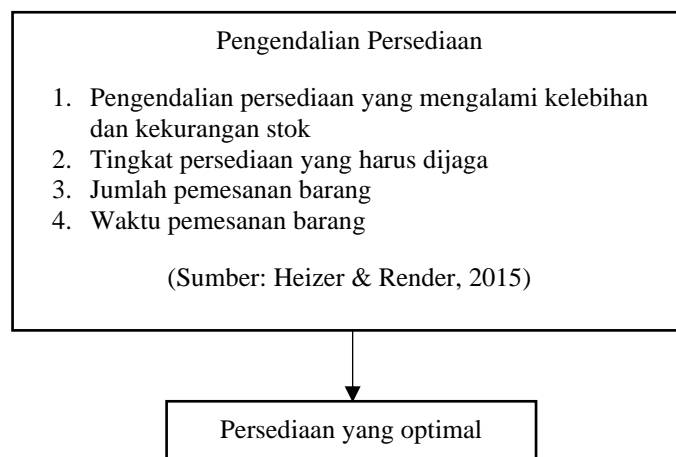 Pengendalian Persediaan
1. Pengendalian persediaan yang mengalami kelebihan
dan kekurangan stok
2. Tingkat persediaan yang harus dijaga
3. Jumlah pemesanan barang
4. Waktu pemesanan barang
(Sumber: Heizer & Render, 2015)
Persediaan yang optimal